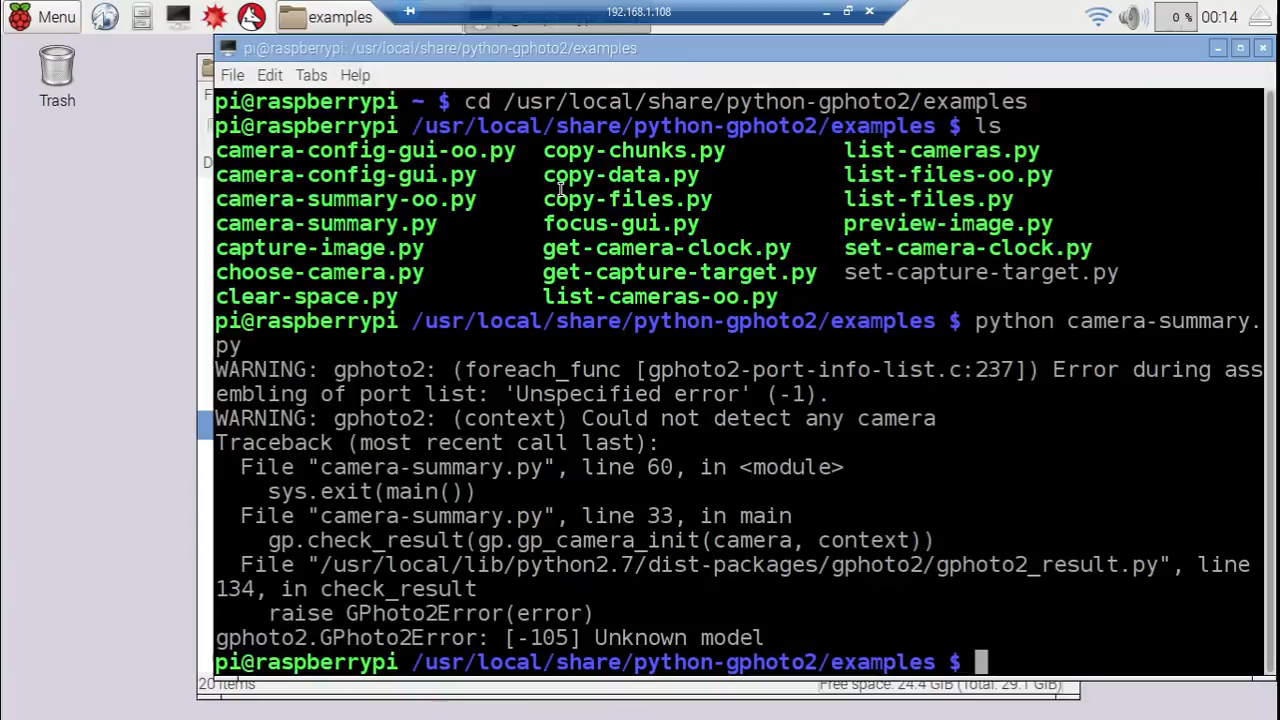 Menu
examples
192.168.1.108
0 %
00:14
Trash
pi@raspberrypi: /usr/local/share/python-gphoto2/examples
File Edit Tabs Help
pi@raspberrypi ~ $ cd /usr/local/share/python-gphoto2/examples
pi@raspberrypi /usr/local/share/python-gphoto2/examples $ ls
camera-config-gui-oo.py copy-chunks.py list-cameras.py
camera-config-gui.py copy-data.py list-files-oo.py
camera-summary-oo.py copy-files.py list-files.py
camera-summary.py focus-gui.py preview-image.py
capture-image.py get-camera-clock.py set-camera-clock.py
choose-camera.py get-capture-target.py set-capture-target.py
clear-space.py list-cameras-oo.py
pi@raspberrypi /usr/local/share/python-gphoto2/examples $ python camera-summary.
py
WARNING: gphoto2: (foreach_func [gphoto2-port-info-list.c:237]) Error during ass
embling of port list: 'Unspecified error' (-1).
WARNING: gphoto2: (context) Could not detect any camera
Traceback (most recent call last):
File "camera-summary.py", line 60, in <module>
sys.exit(main())
File "camera-summary.py", line 33, in main
gp.check_result(gp.gp_camera_init(camera, context))
File "/usr/local/lib/python2.7/dist-packages/gphoto2/gphoto2_result.py", line
134, in check_result
raise GPhoto2Error(error)
gphoto2.GPhoto2Error: [-105] Unknown model
pi@raspberrypi /usr/local/share/python-gphoto2/examples $
20 items
Free space: 24.4 GiB (Total: 29.1 GiB)